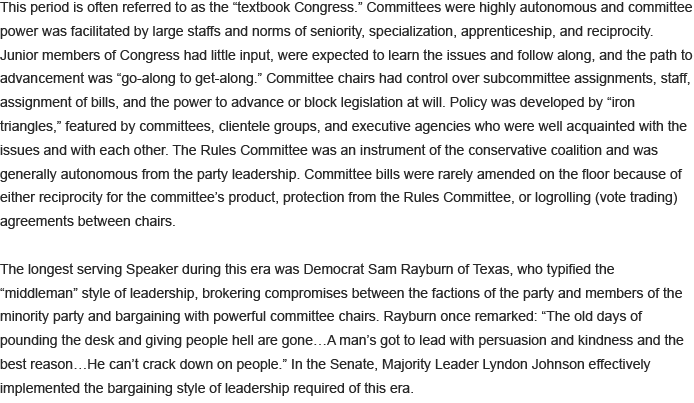 This period is often referred to as the “textbook Congress.” Committees were highly autonomous and committee
power was facilitated by large staffs and norms of seniority, specialization, apprenticeship, and reciprocity.
Junior members of Congress had little input, were expected to learn the issues and follow along, and the path to
advancement was “go-along to get-along.” Committee chairs had control over subcommittee assignments, staff,
assignment of bills, and the power to advance or block legislation at will. Policy was developed by “iron
triangles,” featured by committees, clientele groups, and executive agencies who were well acquainted with the
issues and with each other. The Rules Committee was an instrument of the conservative coalition and was
generally autonomous from the party leadership. Committee bills were rarely amended on the floor because of
either reciprocity for the committee’s product, protection from the Rules Committee, or logrolling (vote trading)
agreements between chairs.
The longest serving Speaker during this era was Democrat Sam Rayburn of Texas, who typified the
“middleman” style of leadership, brokering compromises between the factions of the party and members of the
minority party and bargaining with powerful committee chairs. Rayburn once remarked: “The old days of
pounding the desk and giving people hell are gone…A man’s got to lead with persuasion and kindness and the
best reason…He can’t crack down on people.” In the Senate, Majority Leader Lyndon Johnson effectively
implemented the bargaining style of leadership required of this era.